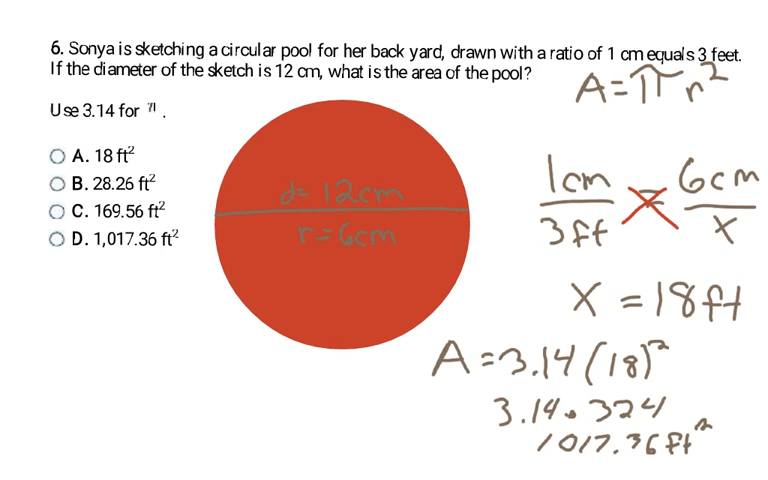 6. Sonya is sketching a circular pool for her back yard, drawn with a ratio of 1 cm equals 3 feet.
If the diameter of the sketch is 12 cm, what is the area of the pool?
A=πr²
Use 3.14 for π.
A. 18 ft²
B. 28.26 ft²
C. 169.56 ft²
D. 1,017.36 ft²
d= 12cm
r=6cm
1cm = 6cm
3ft x
x = 18ft
A=3.14(18)²
3.14 • 324
1017.36 ft²